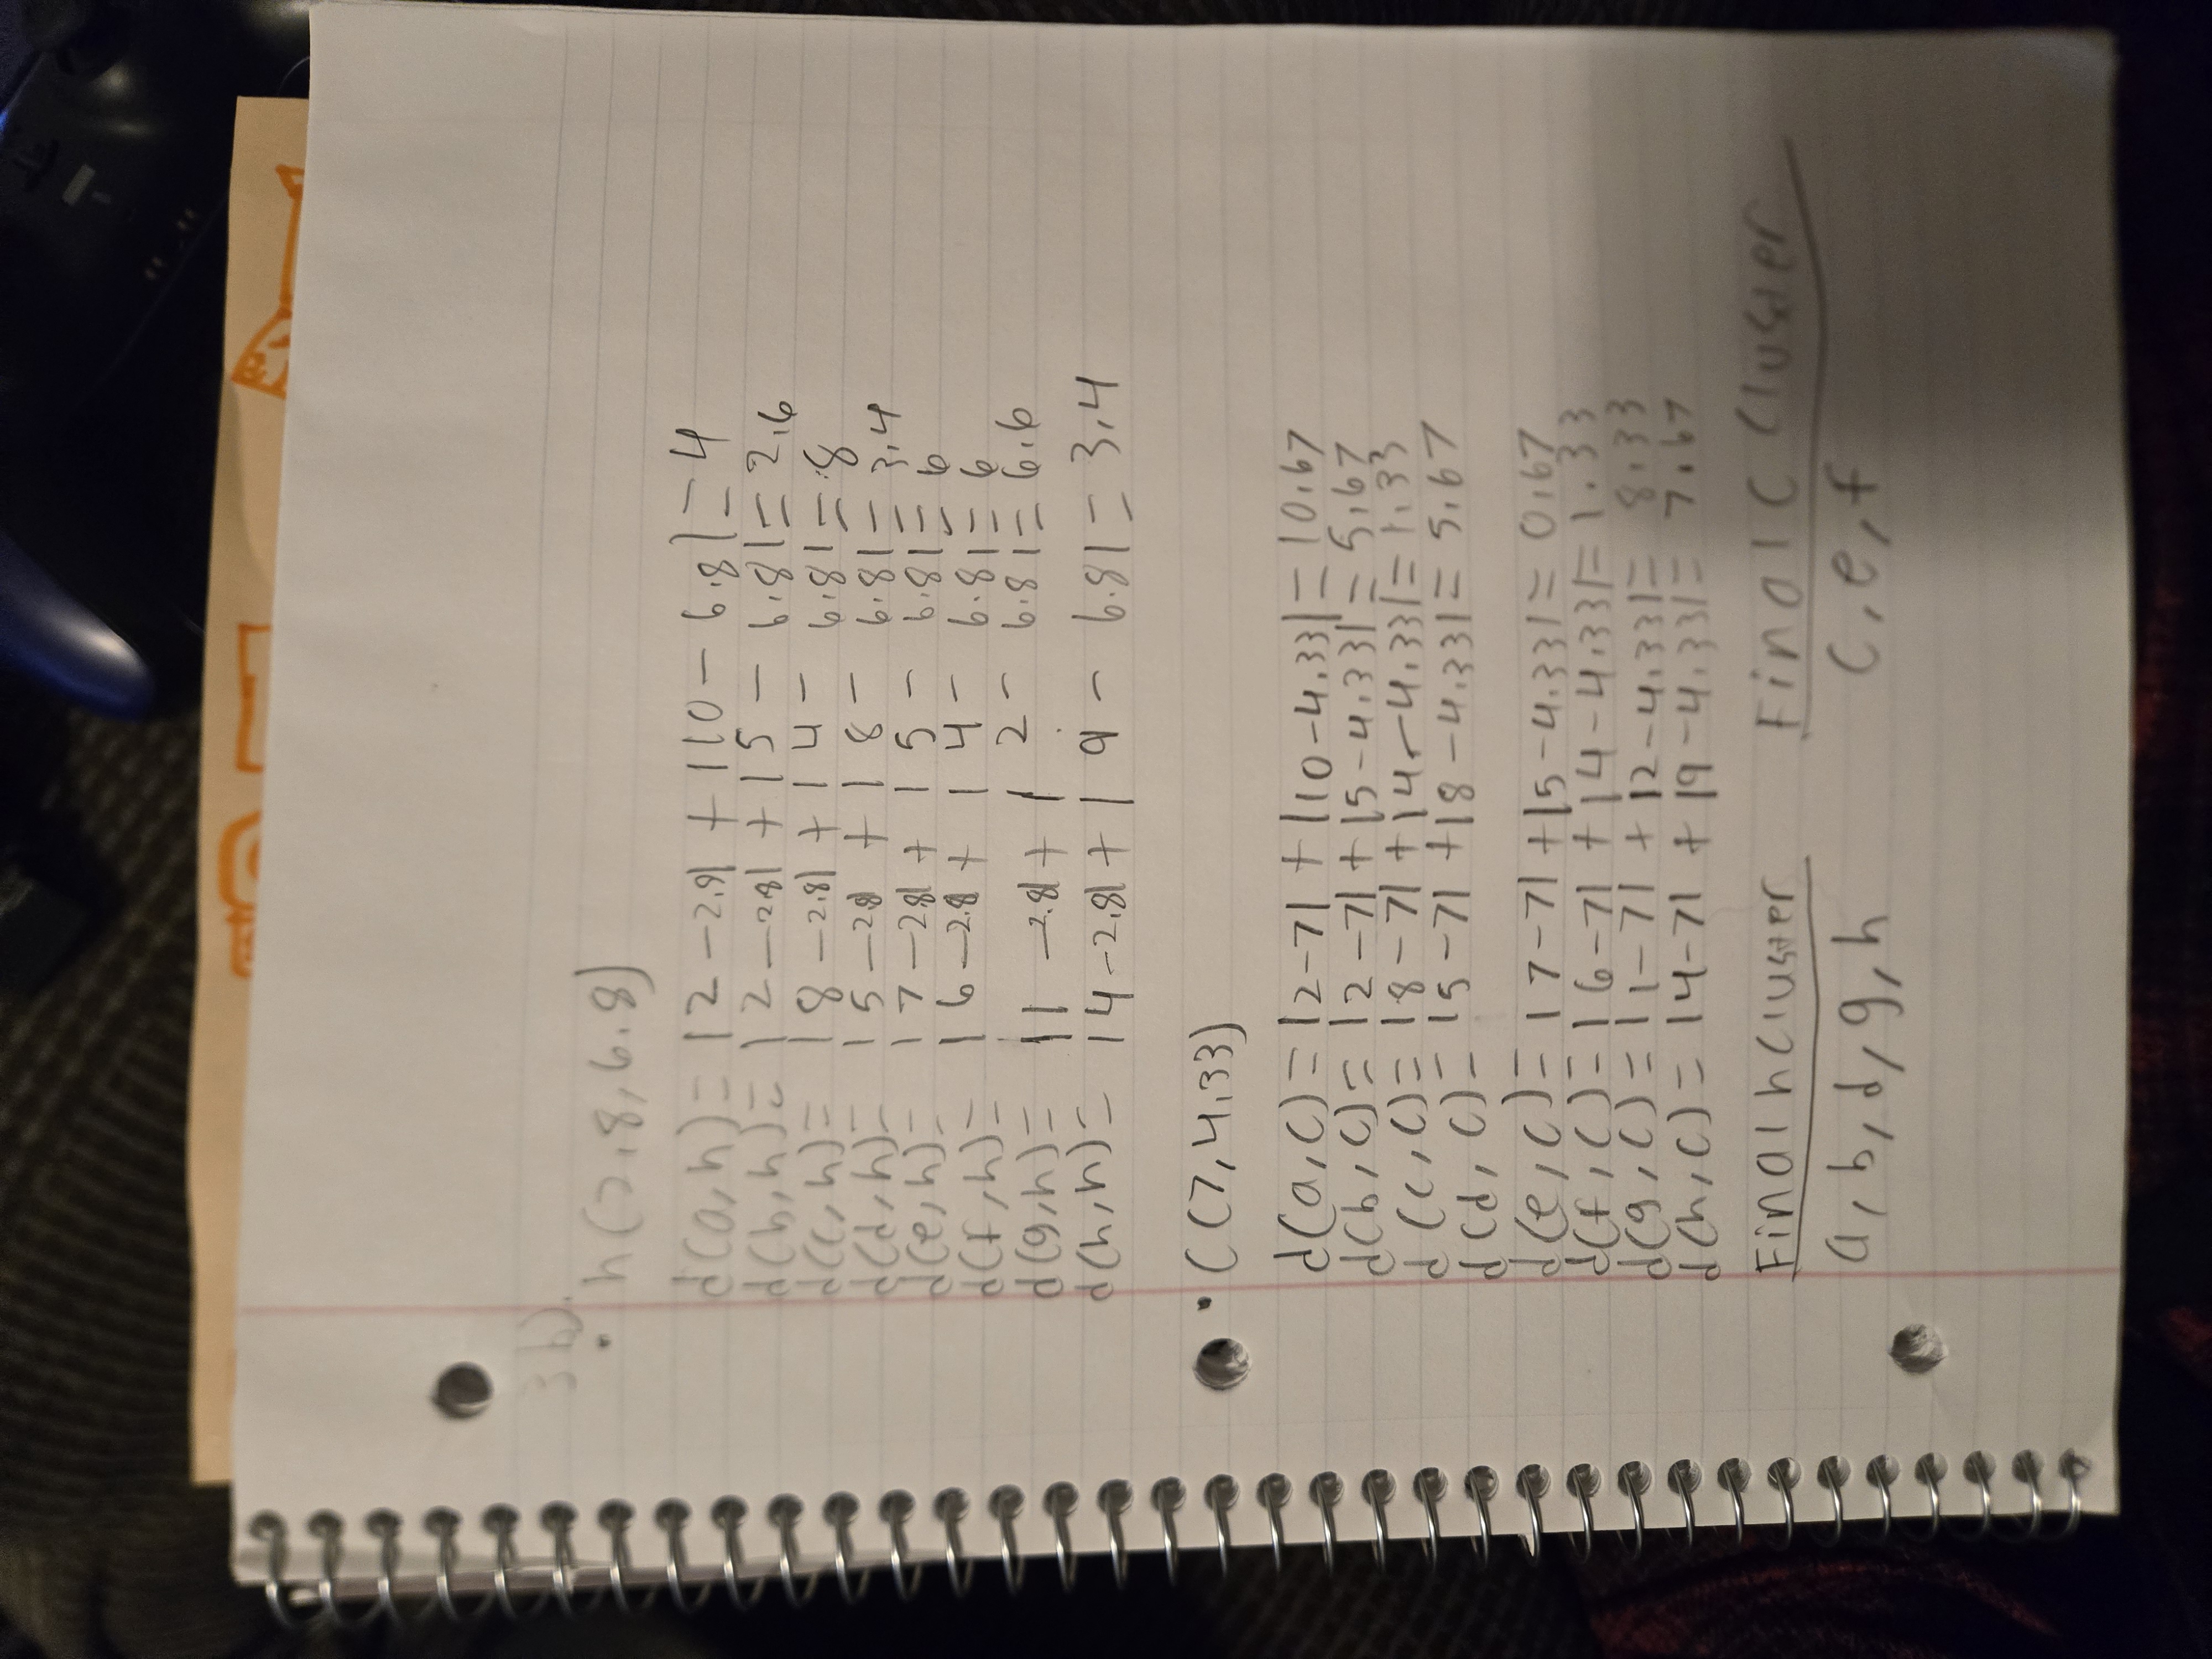 3b).
• h(2.8, 6.8)
d(a,h) = |2 - 2.8| + |10 - 6.8| = 4
d(b,h) = |2 - 2.8| + |5 - 6.8| = 2.6
d(c,h) = |8 - 2.8| + |4 - 6.8| = 8
d(d,h) = |5 - 2.8| + |8 - 6.8| = 3.4
d(e,h) = |7 - 2.8| + |5 - 6.8| = 6
d(f,h) = |6 - 2.8| + |4 - 6.8| = 6
d(g,h) = |1 - 2.8| + |2 - 6.8| = 6.6
d(h,h) = |4 - 2.8| + |9 - 6.8| = 3.4
• C(7, 4.33)
d(a,C) = |2-7| + |10-4.33| = 10.67
d(b,C) = |2-7| + |5-4.33| = 5.67
d(c,C) = |8-7| + |4-4.33| = 1.33
d(d,C) = |5-7| + |8-4.33| = 5.67
d(e,C) = |7-7| + |5-4.33| = 0.67
d(f,C) = |6-7| + |4-4.33| = 1.33
d(g,C) = |1-7| + |2-4.33| = 8.33
d(h,C) = |4-7| + |9-4.33| = 7.67
Final h Cluster Final C Cluster
a, b, d, g, h C, e, f